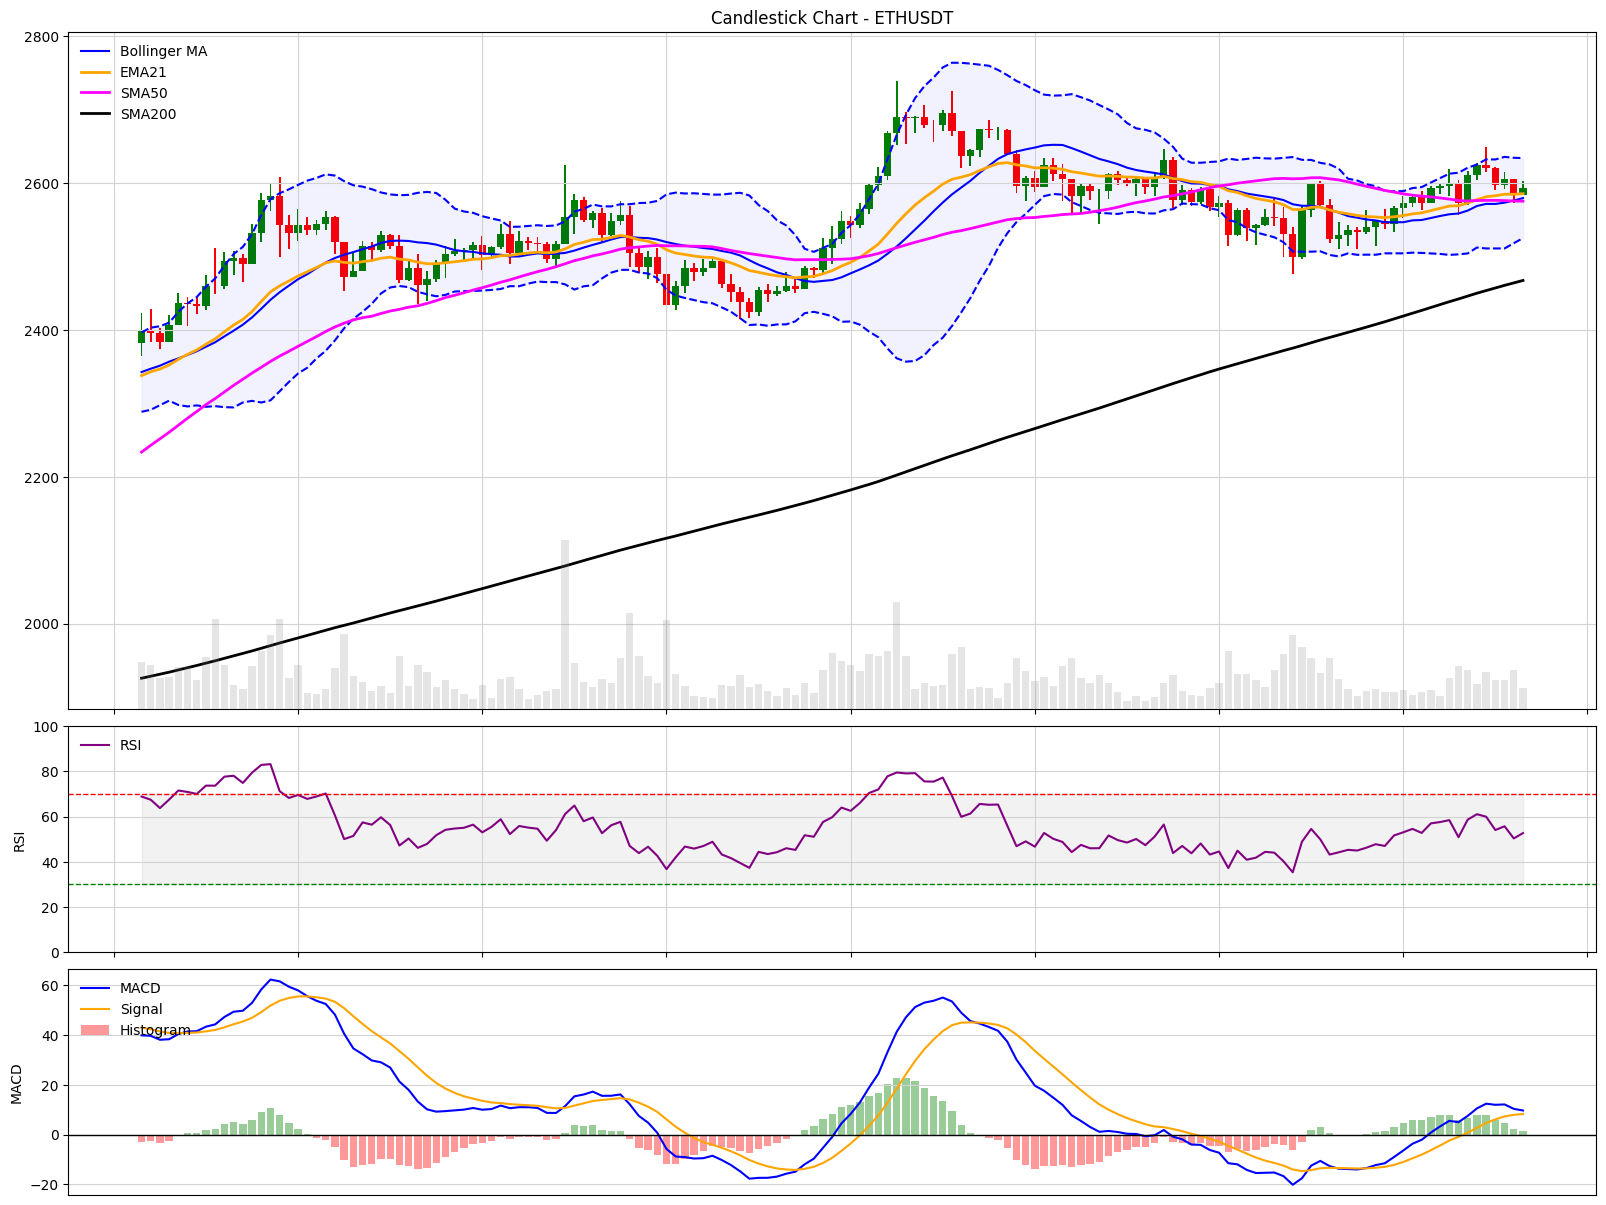 Candlestick Chart - ETHUSDT
2800
Bollinger MA
EMA21
SMA50
SMA200
2600
2400
2200
2000
100
RSI
80
60
RSI
40
20
0
MACD
60
Signal
Histogram
40
MACD
20
0
−20